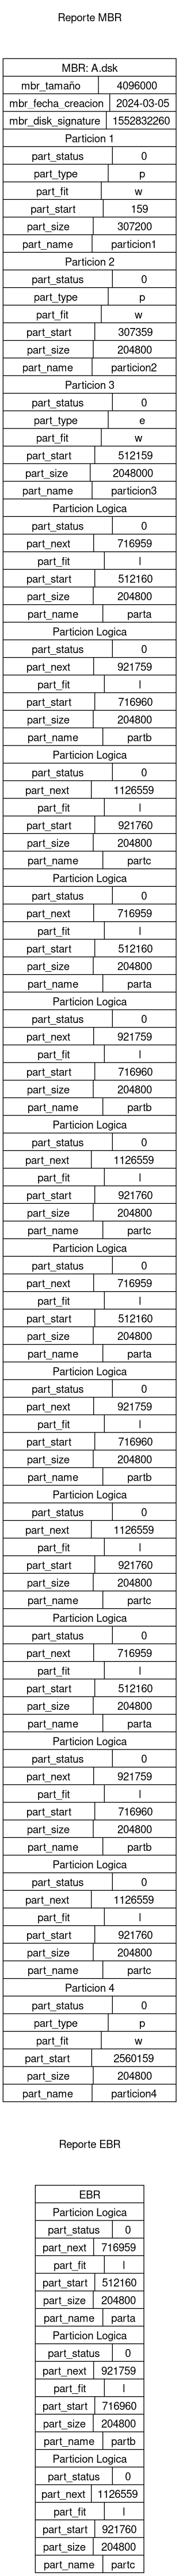 Reporte MBR
MBR: A.dsk
mbr_tamaño 4096000
mbr_fecha_creacion 2024-03-05
mbr_disk_signature 1552832260
Particion 1
part_status 0
part_type p
part_fit w
part_start 159
part_size 307200
part_name particion1
Particion 2
part_status 0
part_type p
part_fit w
part_start 307359
part_size 204800
part_name particion2
Particion 3
part_status 0
part_type e
part_fit w
part_start 512159
part_size 2048000
part_name particion3
Particion Logica
part_status 0
part_next 716959
part_fit l
part_start 512160
part_size 204800
part_name parta
Particion Logica
part_status 0
part_next 921759
part_fit l
part_start 716960
part_size 204800
part_name partb
Particion Logica
part_status 0
part_next 1126559
part_fit l
part_start 921760
part_size 204800
part_name partc
Particion Logica
part_status 0
part_next 716959
part_fit l
part_start 512160
part_size 204800
part_name parta
Particion Logica
part_status 0
part_next 921759
part_fit l
part_start 716960
part_size 204800
part_name partb
Particion Logica
part_status 0
part_next 1126559
part_fit l
part_start 921760
part_size 204800
part_name partc
Particion Logica
part_status 0
part_next 716959
part_fit l
part_start 512160
part_size 204800
part_name parta
Particion Logica
part_status 0
part_next 921759
part_fit l
part_start 716960
part_size 204800
part_name partb
Particion Logica
part_status 0
part_next 1126559
part_fit l
part_start 921760
part_size 204800
part_name partc
Particion Logica
part_status 0
part_next 716959
part_fit l
part_start 512160
part_size 204800
part_name parta
Particion Logica
part_status 0
part_next 921759
part_fit l
part_start 716960
part_size 204800
part_name partb
Particion Logica
part_status 0
part_next 1126559
part_fit l
part_start 921760
part_size 204800
part_name partc
Particion 4
part_status 0
part_type p
part_fit w
part_start 2560159
part_size 204800
part_name particion4
Reporte EBR
EBR
Particion Logica
part_status 0
part_next 716959
part_fit l
part_start 512160
part_size 204800
part_name parta
Particion Logica
part_status 0
part_next 921759
part_fit l
part_start 716960
part_size 204800
part_name partb
Particion Logica
part_status 0
part_next 1126559
part_fit l
part_start 921760
part_size 204800
part_name partc